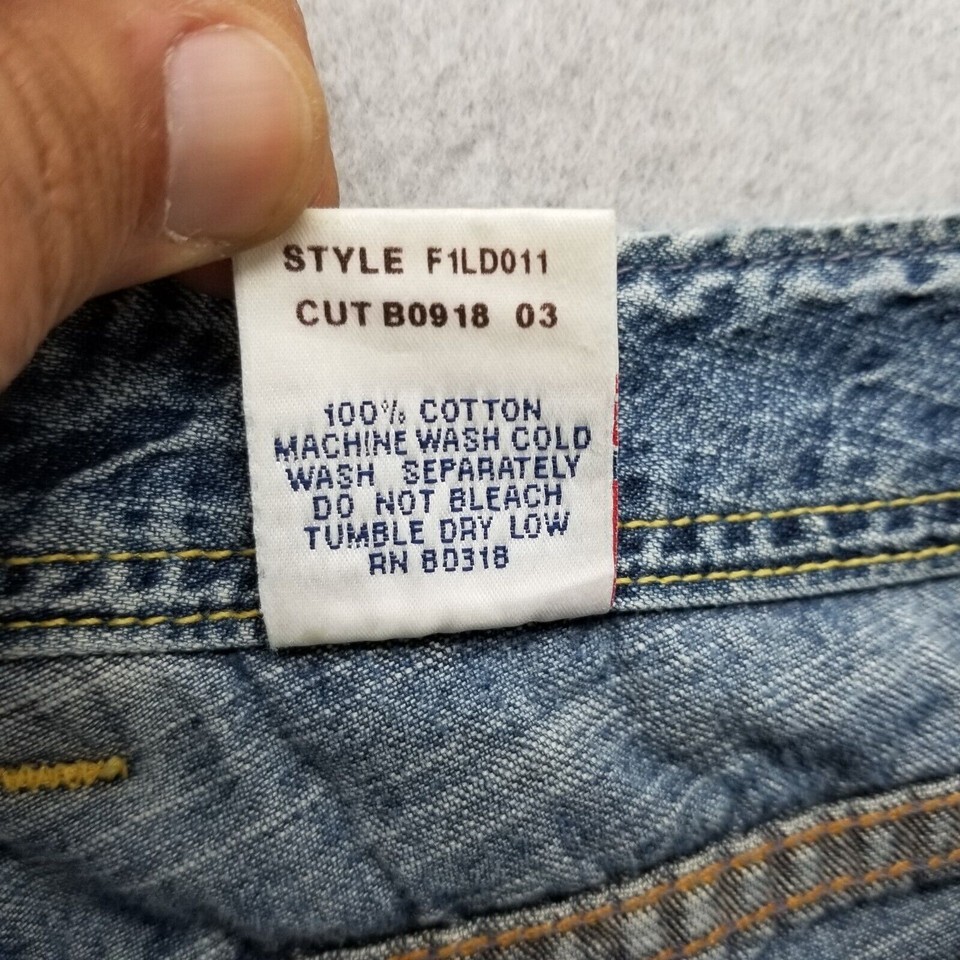 STYLE F1LD011
CUT B0918 03
100% COTTON
MACHINE WASH COLD
WASH SEPARATELY
DO NOT BLEACH
TUMBLE DRY LOW
RN 80318